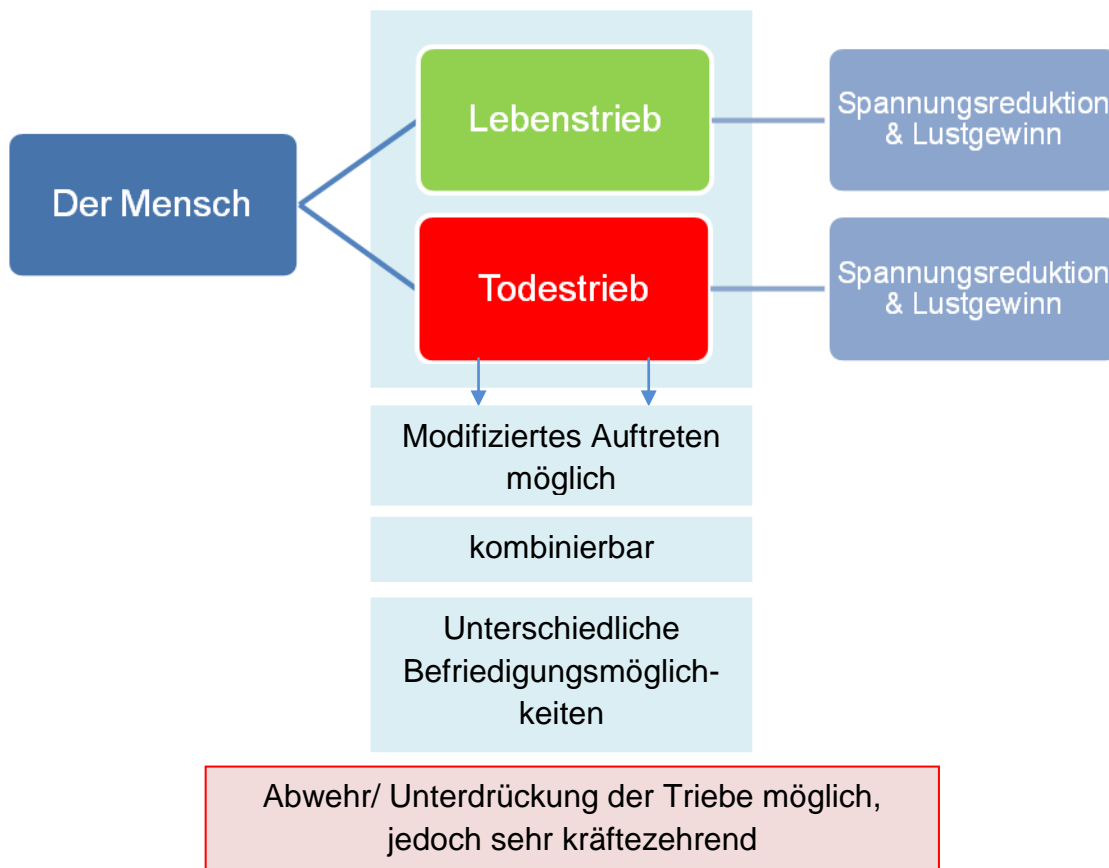 Der Mensch
Lebenstrieb
Spannungsreduktion
& Lustgewinn
Todestrieb
Spannungsreduktion
& Lustgewinn
Modifiziertes Auftreten
möglich
kombinierbar
Unterschiedliche
Befriedigungsmöglich-
keiten
Abwehr/ Unterdrückung der Triebe möglich,
jedoch sehr kräftezehrend